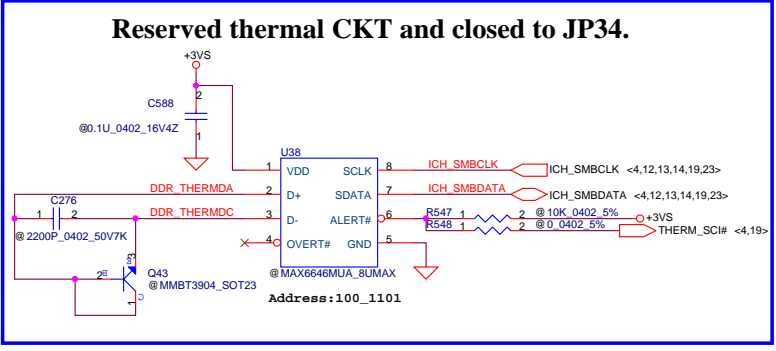 Reserved thermal CKT and closed to JP34.
+3VS
2
C588
@0.1U_0402_16V4Z
1
U38
1 VDD SCLK 8 ICH_SMBCLK ICH_SMBCLK <4,12,13,14,19,23>
DDR_THERMDA 2 D+ SDATA 7 ICH_SMBDATA ICH_SMBDATA <4,12,13,14,19,23>
C276
1 2 DDR_THERMDC 3 D- ALERT# 6 R547 1 2 @10K_0402_5% +3VS
@2200P_0402_50V7K
4 OVERT# GND 5 R548 1 2 @0_0402_5% THERM_SCI# <4,19>
3 E
2 B Q43
@MAX6646MUA_8UMAX
@MMBT3904_SOT23
1 C
Address:100_1101